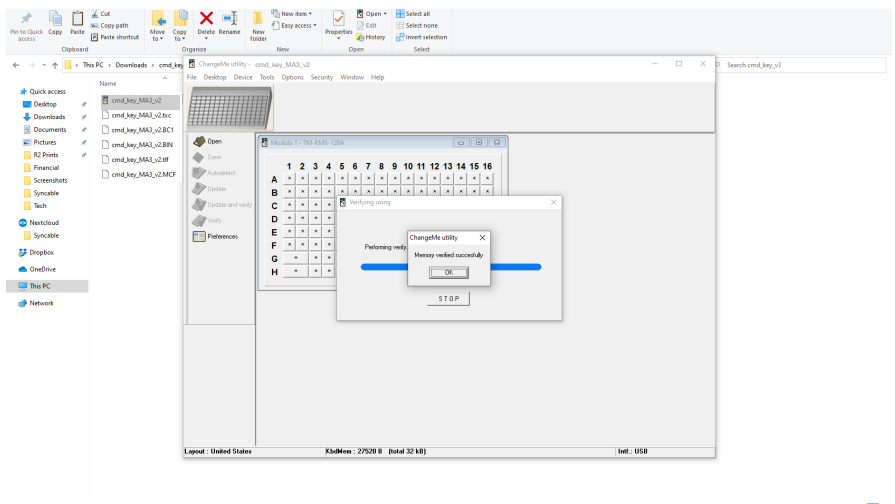 Cut
Copy path
Paste shortcut
Pin to Quick access
Copy
Paste
Move to
Copy to
Delete
Rename
New folder
New item
Easy access
Properties
Open
Edit
History
Select all
Select none
Invert selection
Clipboard
Organize
New
Open
Select
This PC > Downloads > cmd_key
Search cmd_key_v3
Quick access
Desktop
Downloads
Documents
Pictures
R2 Prints
Financial
Screenshots
Syncable
Tech
Nextcloud
Syncable
Dropbox
OneDrive
This PC
Network
Name
cmd_key_MA3_v2
cmd_key_MA3_v2.txc
cmd_key_MA3_v2.BC1
cmd_key_MA3_v2.BIN
cmd_key_MA3_v2.tlf
cmd_key_MA3_v2.MCF
ChangeMe utility - cmd_key_MA3_v2
File Desktop Device Tools Options Security Window Help
Open
Save
Autodetect
Update
Update and verify
Verify
Preferences
Module 1 - TM-KMX-128A
1 2 3 4 5 6 7 8 9 10 11 12 13 14 15 16
A * * * * * * * * * * * * * * * *
B * * * * * * * * * * * * * * * *
C * * * *
D * * * *
E * * * *
F * * * *
G * * *
H * * *
Verifying using
Performing verify.
ChangeMe utility
Memory verified succesfully
OK
STOP
Layout : United States
KbdMem : 27520 B (total 32 kB)
Intf.: USB